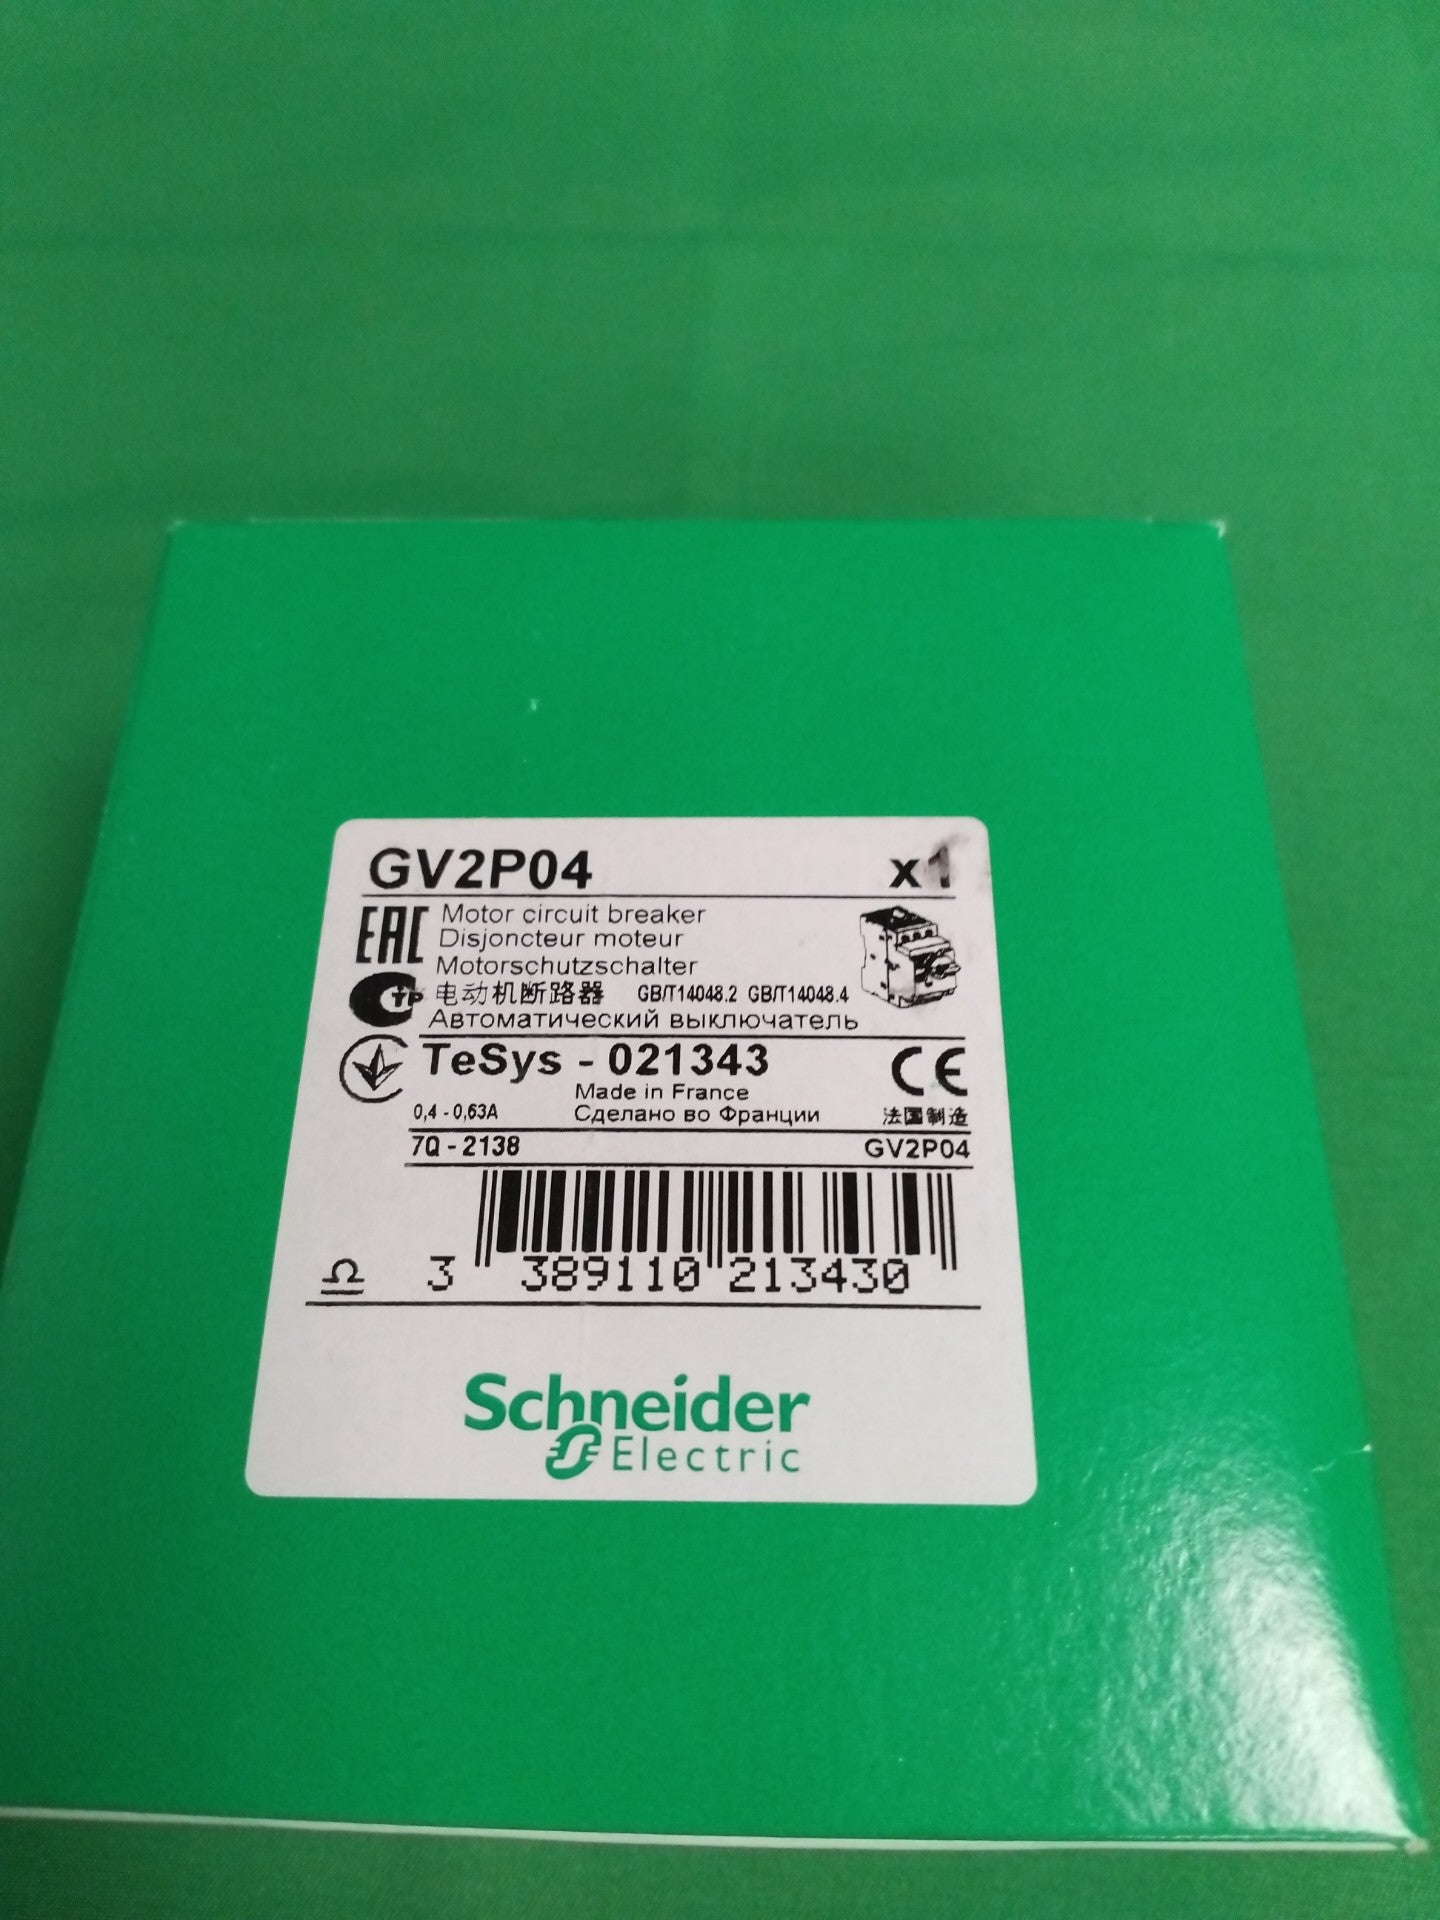 GV2P04 x1
EAC Motor circuit breaker
Disjoncteur moteur
Motorschutzschalter
电动机断路器 GB/T14048.2 GB/T14048.4
Автоматический выключатель
TeSys - 021343 CE
Made in France
0,4 - 0,63A Сделано во Франции 法国制造
7Q - 2138 GV2P04
3 389110 213430
Schneider
Electric